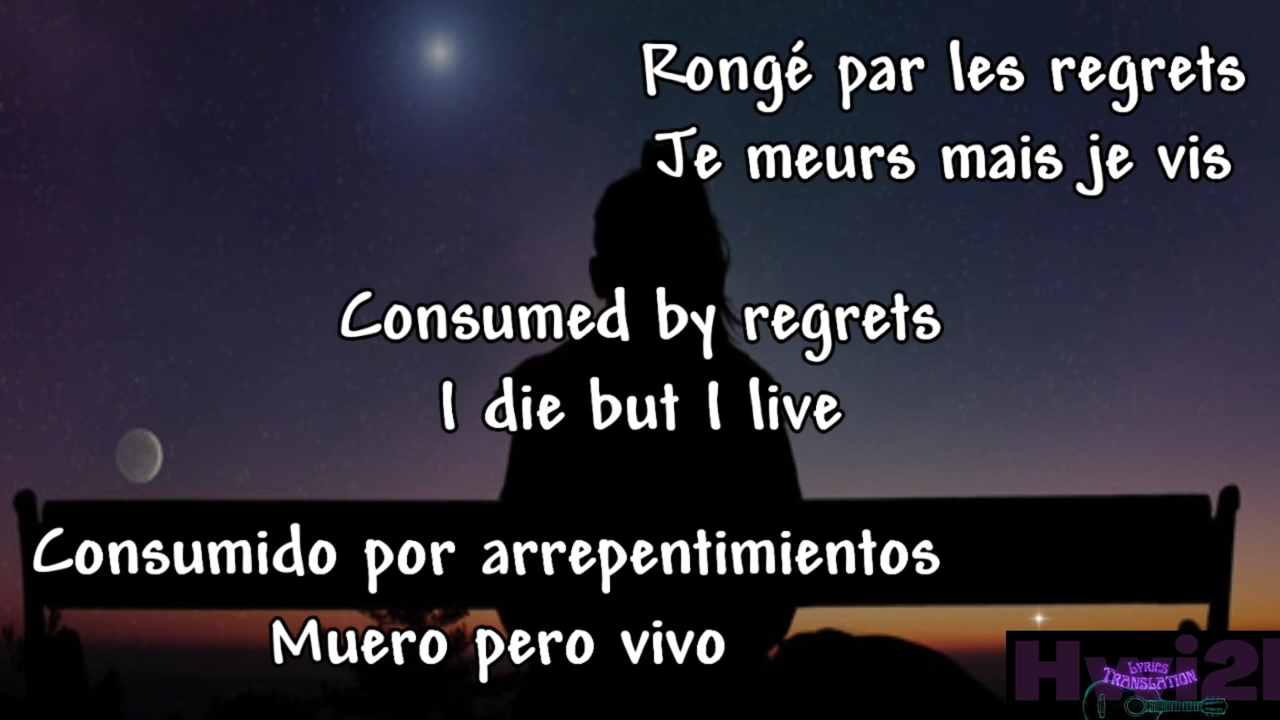 Rongé par les regrets
Je meurs mais je vis
Consumed by regrets
I die but I live
Consumido por arrepentimientos
Muero pero vivo
LYRICS
TRANSLATION